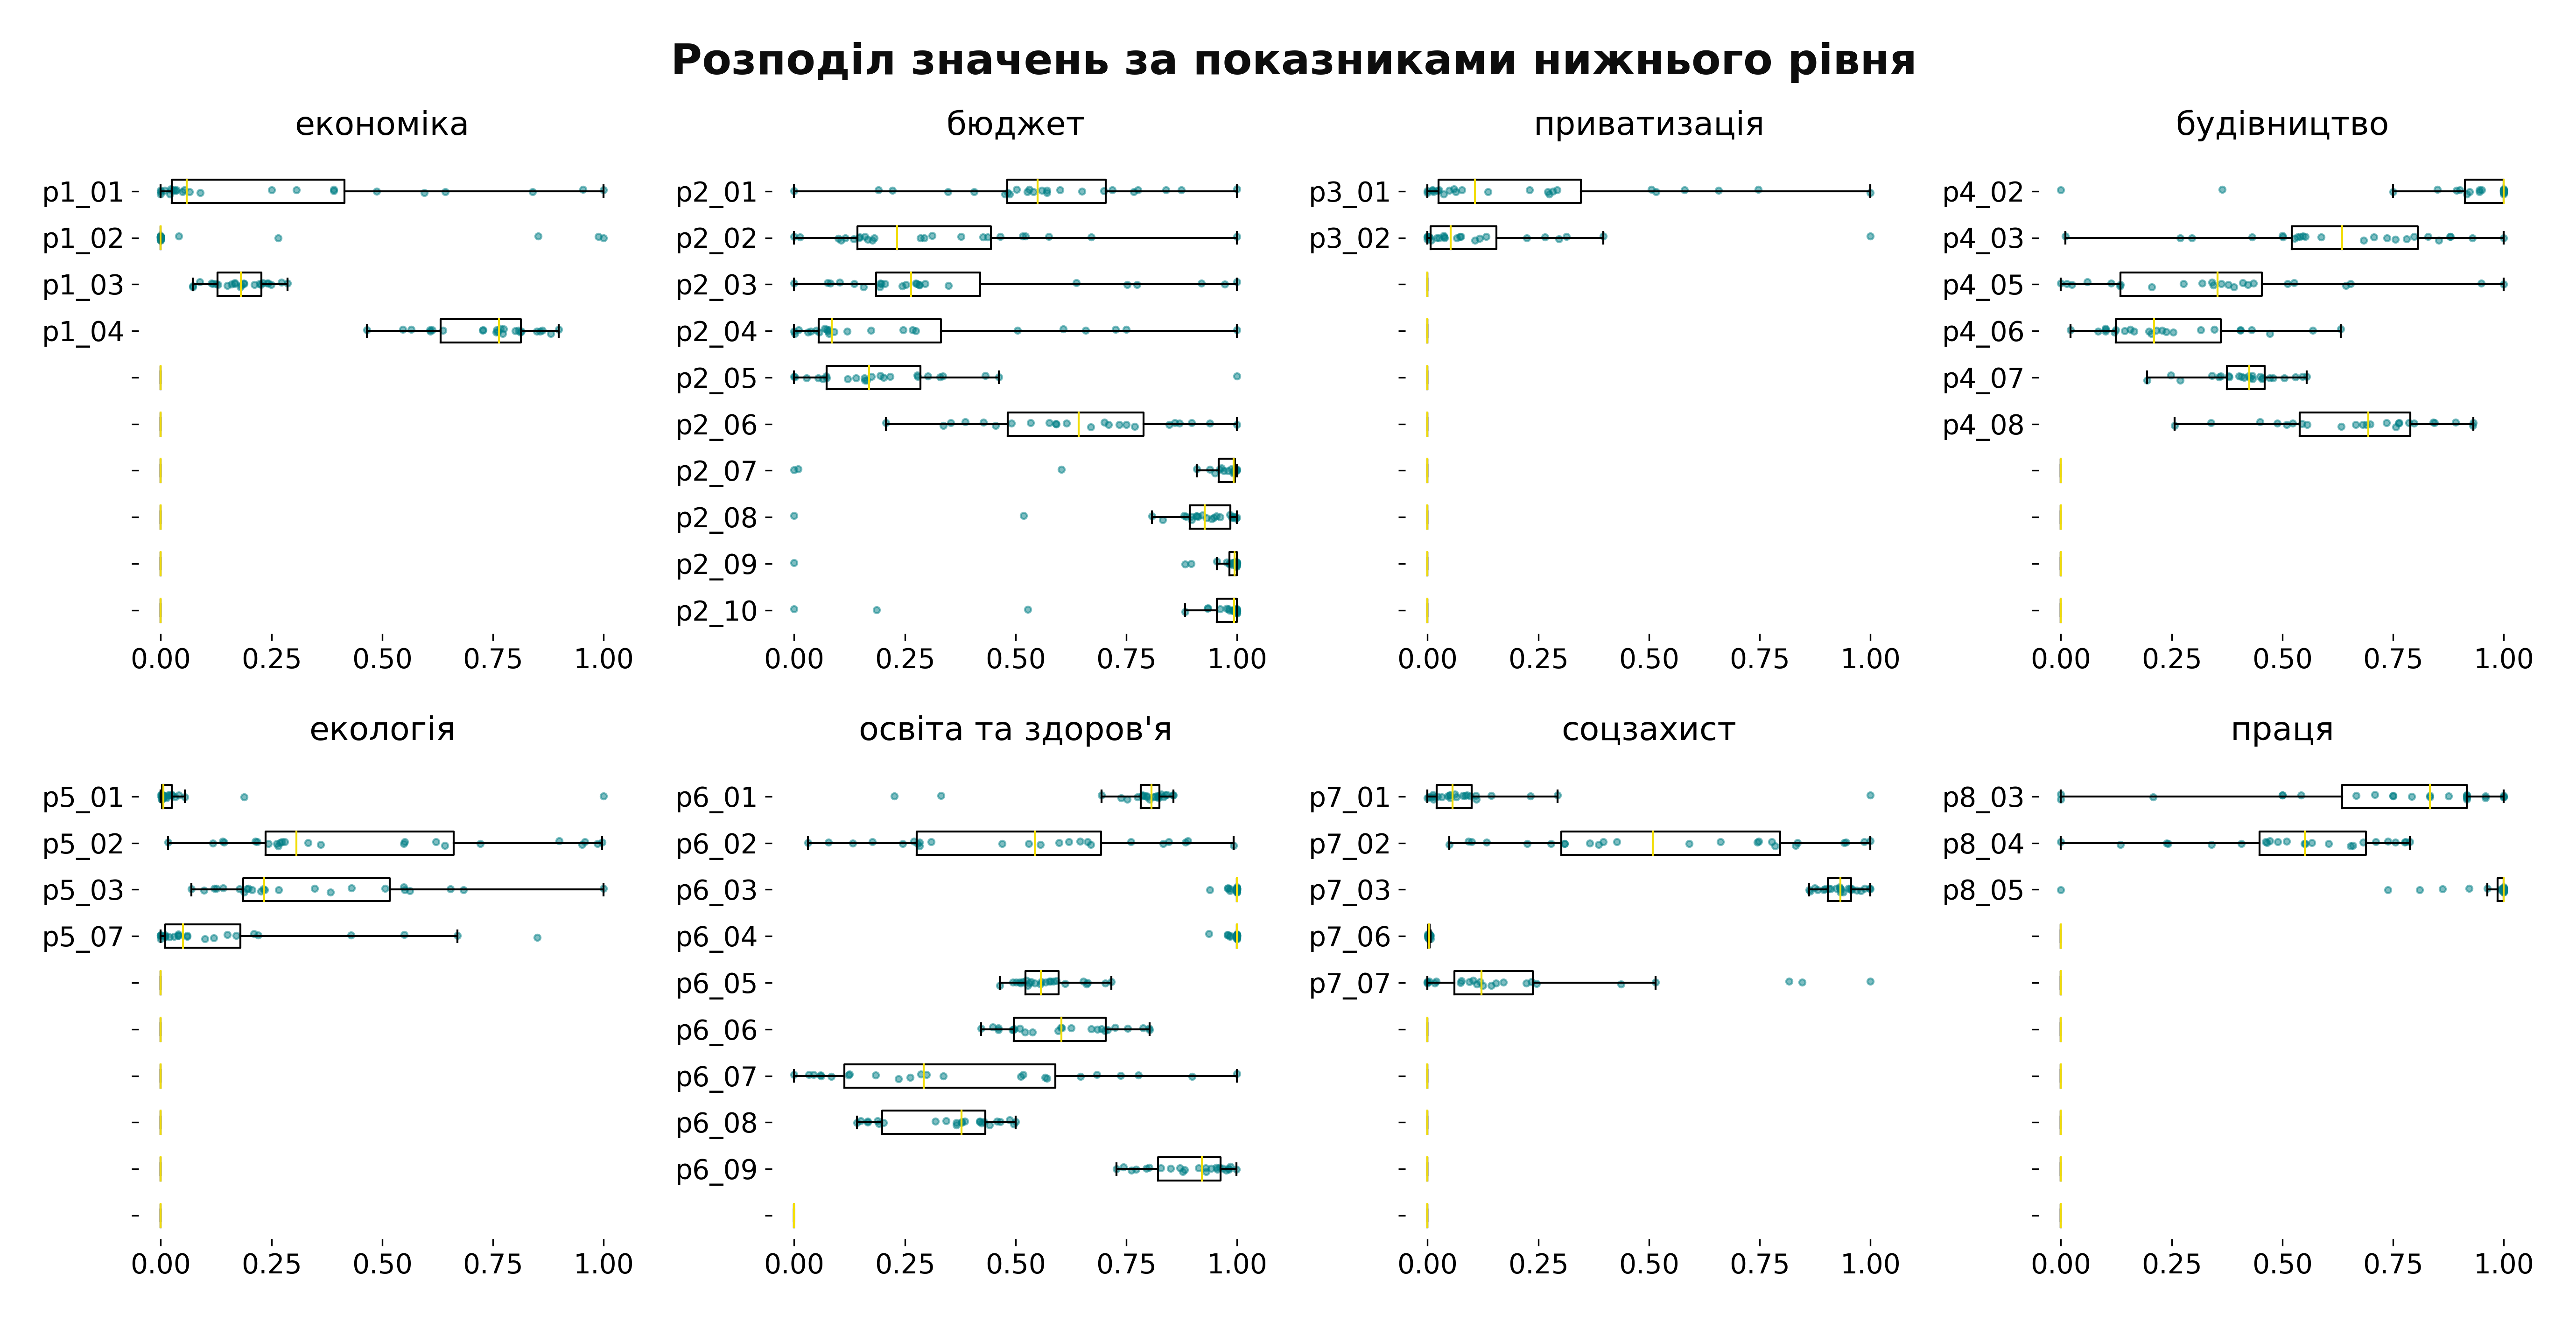 Розподіл значень за показниками нижнього рівня
економіка
p1_01
p1_02
p1_03
p1_04
0.00 0.25 0.50 0.75 1.00
бюджет
p2_01
p2_02
p2_03
p2_04
p2_05
p2_06
p2_07
p2_08
p2_09
p2_10
0.00 0.25 0.50 0.75 1.00
приватизація
p3_01
p3_02
0.00 0.25 0.50 0.75 1.00
будівництво
p4_02
p4_03
p4_05
p4_06
p4_07
p4_08
0.00 0.25 0.50 0.75 1.00
екологія
p5_01
p5_02
p5_03
p5_07
0.00 0.25 0.50 0.75 1.00
освіта та здоров'я
p6_01
p6_02
p6_03
p6_04
p6_05
p6_06
p6_07
p6_08
p6_09
0.00 0.25 0.50 0.75 1.00
соцзахист
p7_01
p7_02
p7_03
p7_06
p7_07
0.00 0.25 0.50 0.75 1.00
праця
p8_03
p8_04
p8_05
0.00 0.25 0.50 0.75 1.00